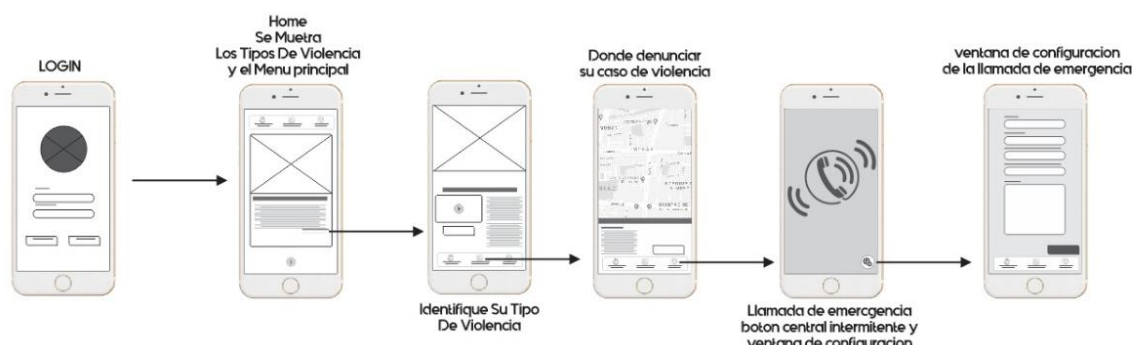 LOGIN
Home
Se Muetra
Los Tipos De Violencia
y el Menu principal
Identifique Su Tipo
De Violencia
Donde denunciar
su caso de violencia
Llamada de emercgencia
boton central intermitente y
ventana de configuracion
ventana de configuracion
de la llamada de emergencia